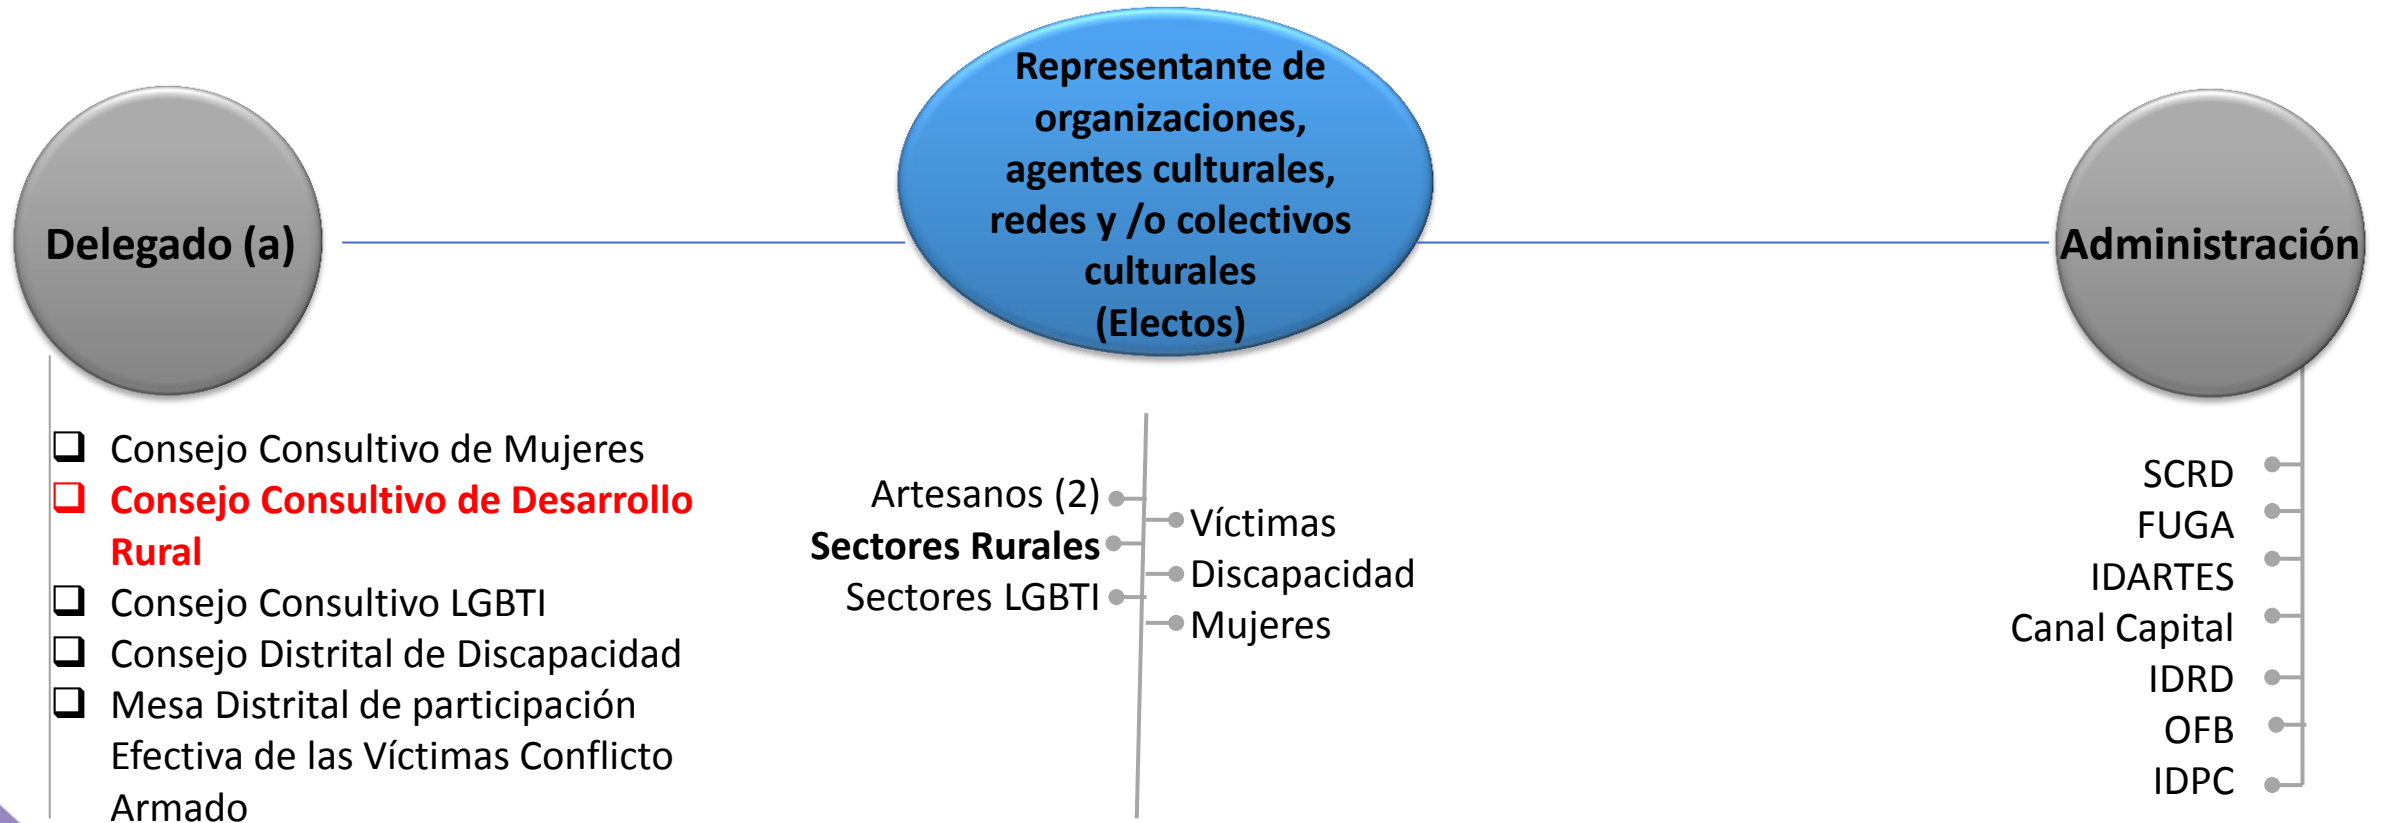 Delegado (a)
Consejo Consultivo de Mujeres
Consejo Consultivo de Desarrollo
Rural
Consejo Consultivo LGBTI
Consejo Distrital de Discapacidad
Mesa Distrital de participación
Efectiva de las Víctimas Conflicto
Armado
Representante de
organizaciones,
agentes culturales,
redes y /o colectivos
culturales
(Electos)
Artesanos (2)
Sectores Rurales
Sectores LGBTI
Víctimas
Discapacidad
Mujeres
Administración
SCRD
FUGA
IDARTES
Canal Capital
IDRD
OFB
IDPC